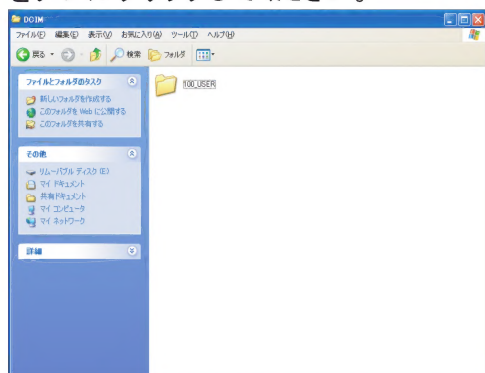 DCIM
ファイル(F) 編集(E) 表示(V) お気に入り(A) ツール(T) ヘルプ(H)
戻る 検索 フォルダ
ファイルとフォルダのタスク
新しいフォルダを作成する
このフォルダを Web に公開する
このフォルダを共有する
その他
リムーバブル ディスク (E)
マイ ドキュメント
共有ドキュメント
マイ コンピュータ
マイ ネットワーク
詳細
100_USER